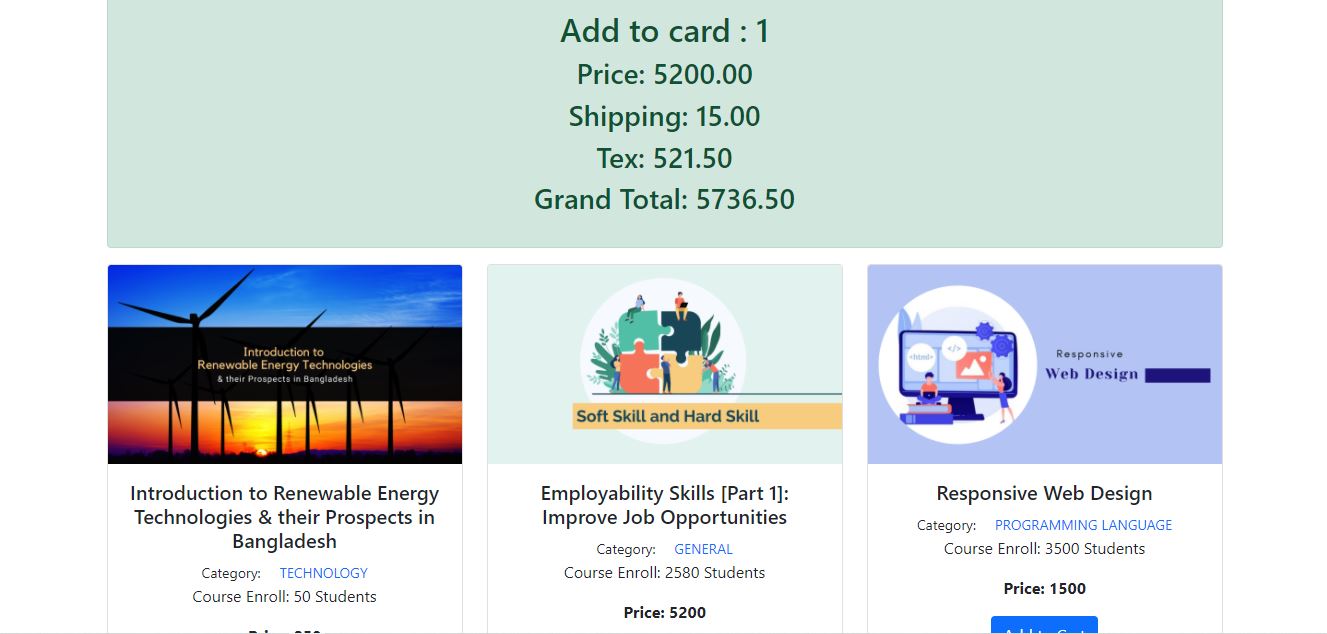 Add to card : 1
Price: 5200.00
Shipping: 15.00
Tex: 521.50
Grand Total: 5736.50
Introduction to
Renewable Energy Technologies
& their Prospects in Bangladesh
Soft Skill and Hard Skill
<html>
</>
Responsive
Web Design
Introduction to Renewable Energy
Technologies & their Prospects in
Bangladesh
Category: TECHNOLOGY
Course Enroll: 50 Students
Employability Skills [Part 1]:
Improve Job Opportunities
Category: GENERAL
Course Enroll: 2580 Students
Price: 5200
Responsive Web Design
Category: PROGRAMMING LANGUAGE
Course Enroll: 3500 Students
Price: 1500
Add to Cart